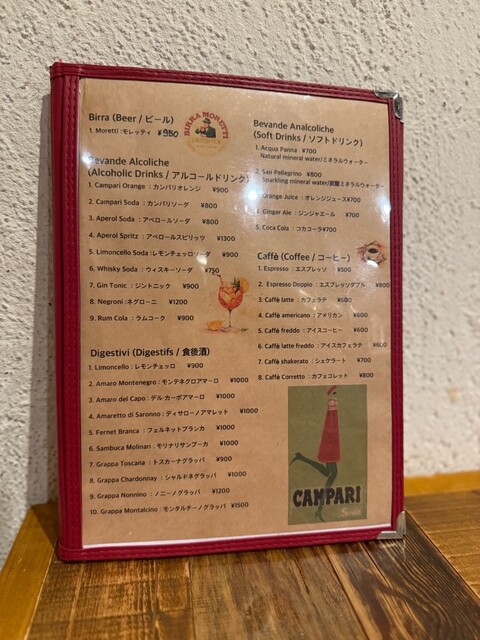 Birra (Beer / ビール)
1. Moretti :モレッティ ¥950
BIRRA MORETTI
Bevande Alcoliche
(Alcoholic Drinks / アルコールドリンク)
1. Campari Orange : カンパリオレンジ ¥900
2. Campari Soda : カンパリソーダ ¥800
3. Aperol Soda : アペロールソーダ ¥800
4. Aperol Spritz : アペロールスピリッツ ¥1300
5. Limoncello Soda :レモンチェッロソーダ ¥900
6. Whisky Soda : ウィスキーソーダ ¥750
7. Gin Tonic : ジントニック ¥900
8. Negroni : ネグローニ ¥1200
9. Rum Cola : ラムコーク ¥900
Digestivi (Digestifs / 食後酒)
1. Limoncello : レモンチェッロ ¥900
2. Amaro Montenegro : モンテネグロアマーロ ¥1000
3. Amaro del Capo : デル カーポアマーロ ¥1000
4. Amaretto di Saronno : ディサローノアマレット ¥1000
5. Fernet Branca : フェルネットブランカ ¥1000
6. Sambuca Molinari : モリナリサンブーカ ¥1000
7. Grappa Toscana : トスカーナグラッパ ¥900
8. Grappa Chardonnay : シャルドネグラッパ ¥1000
9. Grappa Nonnino : ノニーノグラッパ ¥1200
10. Grappa Montalcino : モンタルチーノグラッパ ¥1500
Bevande Analcoliche
(Soft Drinks / ソフトドリンク)
1. Acqua Panna ¥700
Natural mineral water/ミネラルウォーター
2. San Pellegrino ¥800
Sparkling mineral water/炭酸ミネラルウォーター
3. Orange Juice : オレンジジュース¥700
4. Ginger Ale : ジンジャエール ¥700
5. Coca Cola : コカコーラ¥700
Caffè (Coffee / コーヒー)
1. Espresso : エスプレッソ ¥500
2. Espresso Doppio : エスプレッソダブル ¥800
3. Caffè latte : カフェラテ ¥600
4. Caffè americano : アメリカン ¥600
5. Caffè freddo : アイスコーヒー ¥600
6. Caffè latte freddo : アイスカフェラテ ¥600
7. Caffè shakerato : シェケラート ¥700
8. Caffè Corretto : カフェコレット ¥800
CAMPARI
Soda